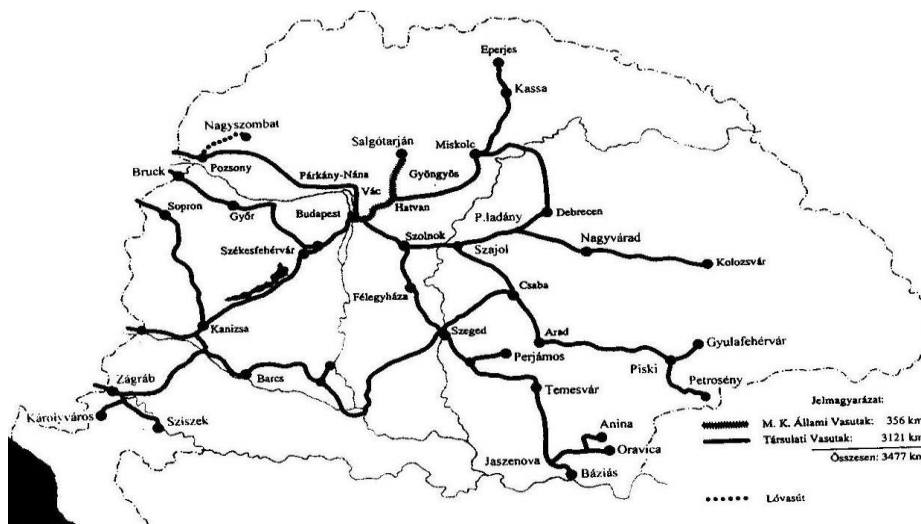 Eperjes
Kassa
Nagyszombat
Salgótarján
Miskolc
Pozsony
Bruck
Párkány-Nána
Gyöngyös
Vác
Hatvan
Sopron
Győr
Budapest
P.ladány
Debrecen
Szolnok
Szajol
Nagyvárad
Kolozsvár
Székesfehérvár
Félegyháza
Csaba
Kanizsa
Szeged
Arad
Gyulafehérvár
Perjámos
Piski
Petrosény
Barcs
Temesvár
Zágráb
Károlyváros
Sziszek
Anina
Oravica
Jaszenova
Báziás
Jelmagyarázat:
M. K. Állami Vasutak: 356 km
Társulati Vasutak: 3121 km
Összesen: 3477 km
Lóvasút